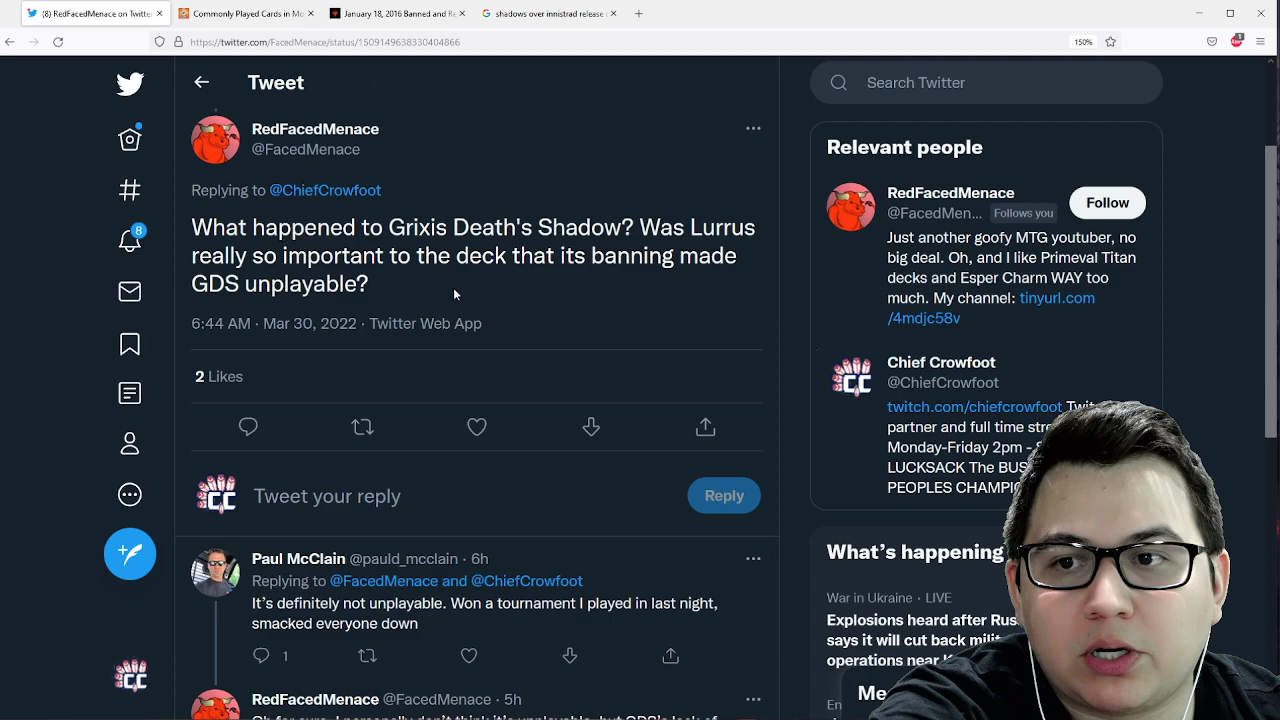 (8) RedFacedMenace on Twitter
Commonly Played Cards in Mo
January 18, 2016 Banned and Re
shadows over innistrad release
https://twitter.com/FacedMenace/status/1509149638330404866
150%
Tweet
Search Twitter
RedFacedMenace
@FacedMenace
Replying to @ChiefCrowfoot
What happened to Grixis Death's Shadow? Was Lurrus
really so important to the deck that its banning made
GDS unplayable?
6:44 AM · Mar 30, 2022 · Twitter Web App
2 Likes
CC
Tweet your reply
Reply
Paul McClain @pauld_mcclain · 6h
Replying to @FacedMenace and @ChiefCrowfoot
It's definitely not unplayable. Won a tournament I played in last night,
smacked everyone down
1
RedFacedMenace @FacedMenace · 5h
8
CC
Relevant people
RedFacedMenace
@FacedMen... Follows you
Follow
Just another goofy MTG youtuber, no
big deal. Oh, and I like Primeval Titan
decks and Esper Charm WAY too
much. My channel: tinyurl.com
/4mdjc58v
CC
Chief Crowfoot
@ChiefCrowfoot
twitch.com/chiefcrowfoot
partner and full time
Monday-Friday 2pm -
LUCKSACK The
PEOPLES
What's happening
War in Ukraine · LIVE
Explosions heard after
says it will cut back
operations near